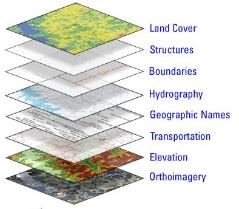 Land Cover
Structures
Boundaries
Hydrography
Geographic Names
Transportation
Elevation
Orthoimagery